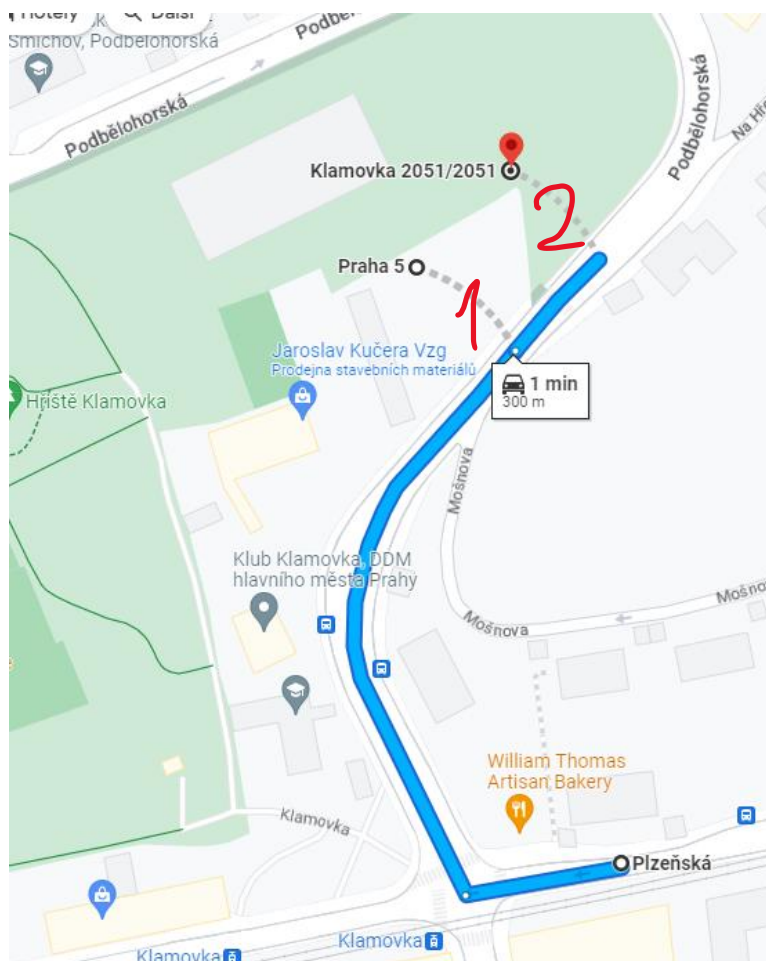 Hotely
Další
Smíchov, Podbělohorská
Podbělohorská
Podbělohorská
Podbělohorská
Klamovka 2051/2051
2
Praha 5
1
Jaroslav Kučera Vzg
Prodejna stavebních materiálů
1 min
300 m
Hřiště Klamovka
Mošnova
Klub Klamovka, DDM
hlavního města Prahy
Mošnova
William Thomas
Artisan Bakery
Klamovka
Plzeňská
Klamovka
Klamovka